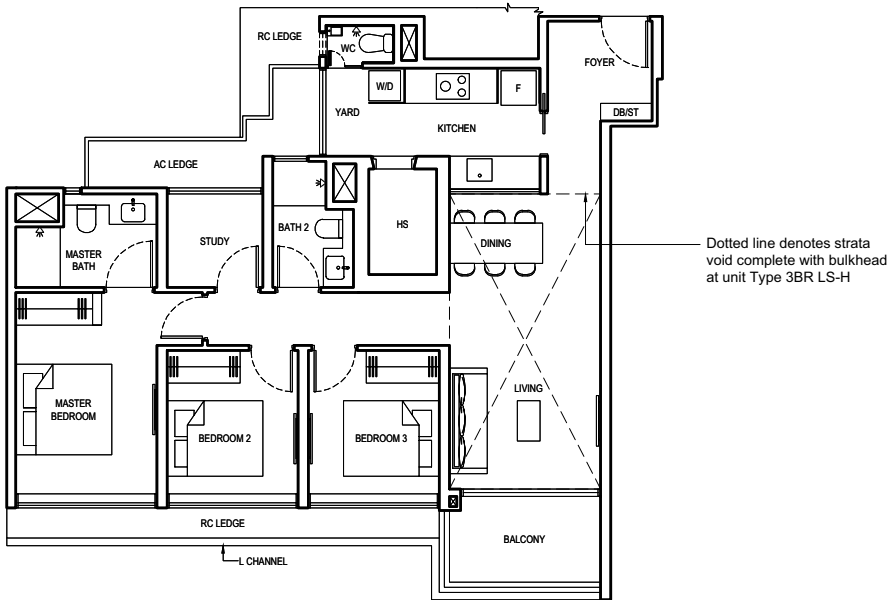 RC LEDGE
WC
FOYER
W/D
F
YARD
DB/ST
KITCHEN
AC LEDGE
STUDY
BATH 2
HS
DINING
MASTER
BATH
Dotted line denotes strata
void complete with bulkhead
at unit Type 3BR LS-H
MASTER
BEDROOM
LIVING
BEDROOM 2
BEDROOM 3
RC LEDGE
BALCONY
L CHANNEL